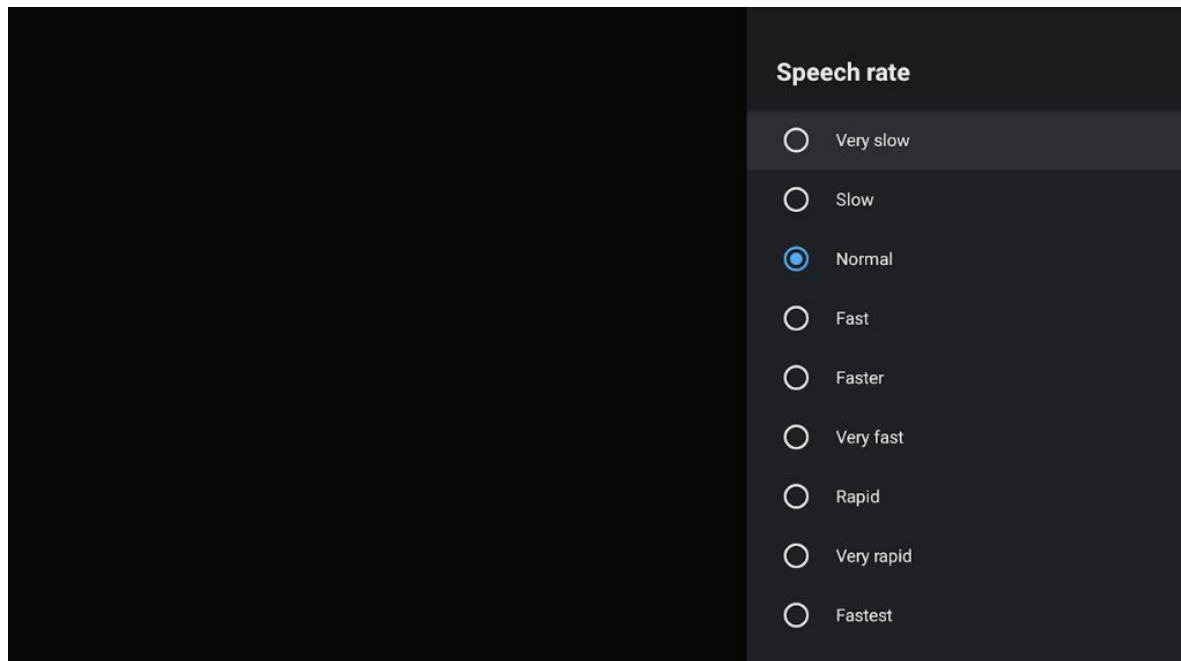 Speech rate
Very slow
Slow
Normal
Fast
Faster
Very fast
Rapid
Very rapid
Fastest